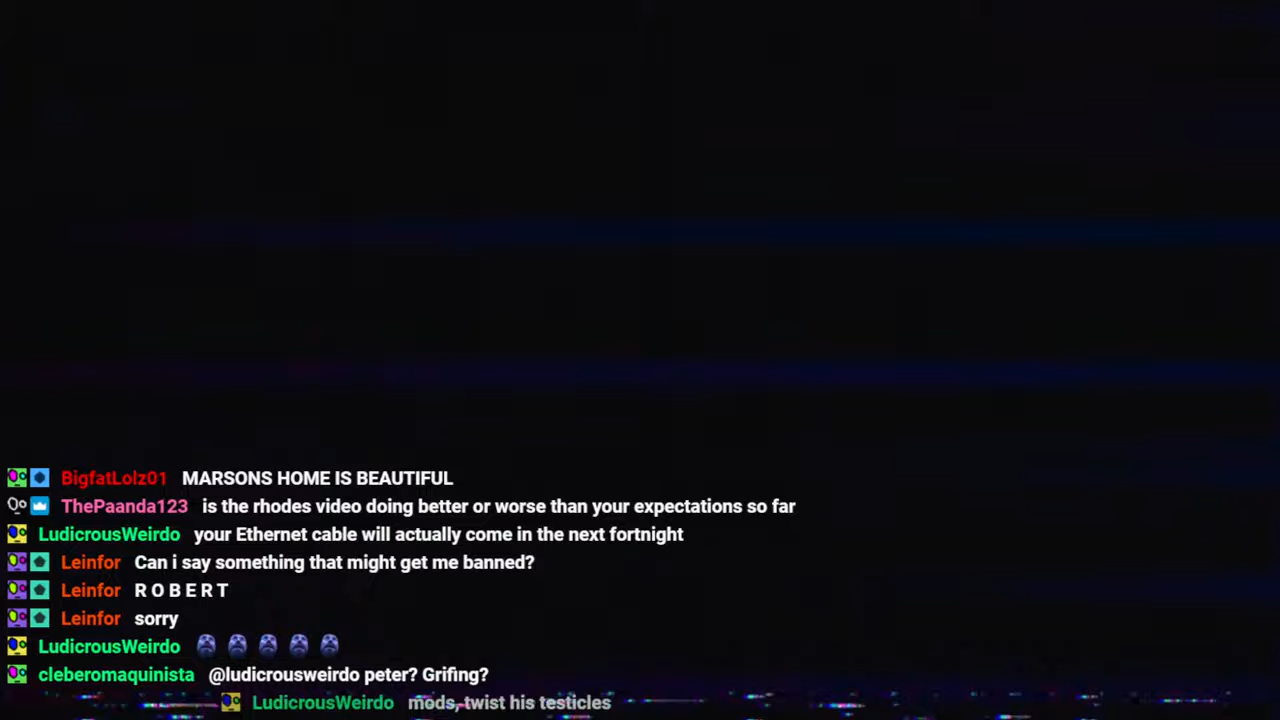 BigfatLolz01 MARSONS HOME IS BEAUTIFUL
ThePaanda123 is the rhodes video doing better or worse than your expectations so far
LudicrousWeirdo your Ethernet cable will actually come in the next fortnight
Leinfor Can i say something that might get me banned?
Leinfor R O B E R T
Leinfor sorry
LudicrousWeirdo
cleberomaquinista @ludicrousweirdo peter? Grifing?
LudicrousWeirdo mods, twist his testicles